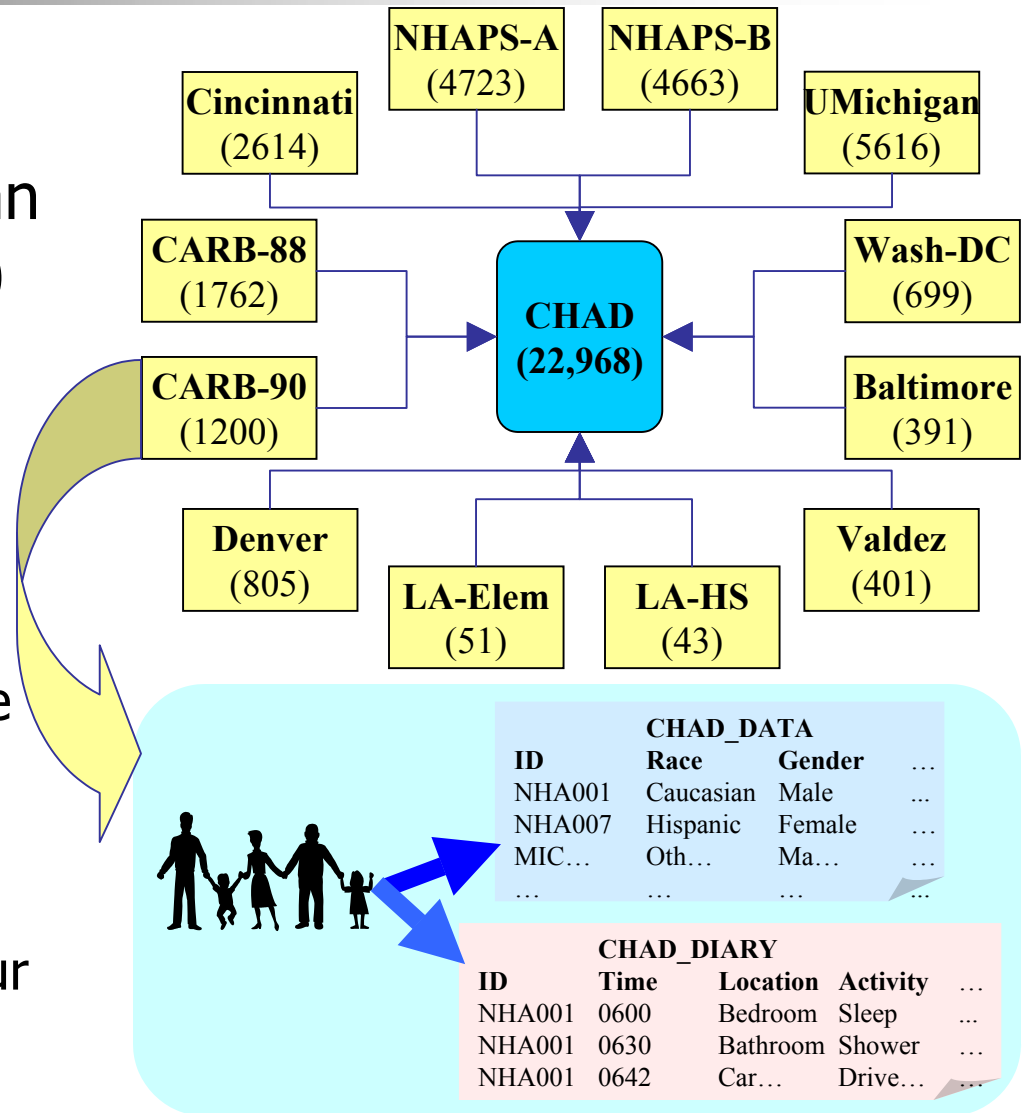 NHAPS-A
(4723)
NHAPS-B
(4663)
Cincinnati
(2614)
UMichigan
(5616)
CARB-88
(1762)
CHAD
(22,968)
Wash-DC
(699)
CARB-90
(1200)
Baltimore
(391)
Denver
(805)
LA-Elem
(51)
LA-HS
(43)
Valdez
(401)
CHAD_DATA
ID Race Gender …
NHA001 Caucasian Male ...
NHA007 Hispanic Female …
MIC… Oth… Ma… …
… … … ...
CHAD_DIARY
ID Time Location Activity …
NHA001 0600 Bedroom Sleep ...
NHA001 0630 Bathroom Shower …
NHA001 0642 Car… Drive… …